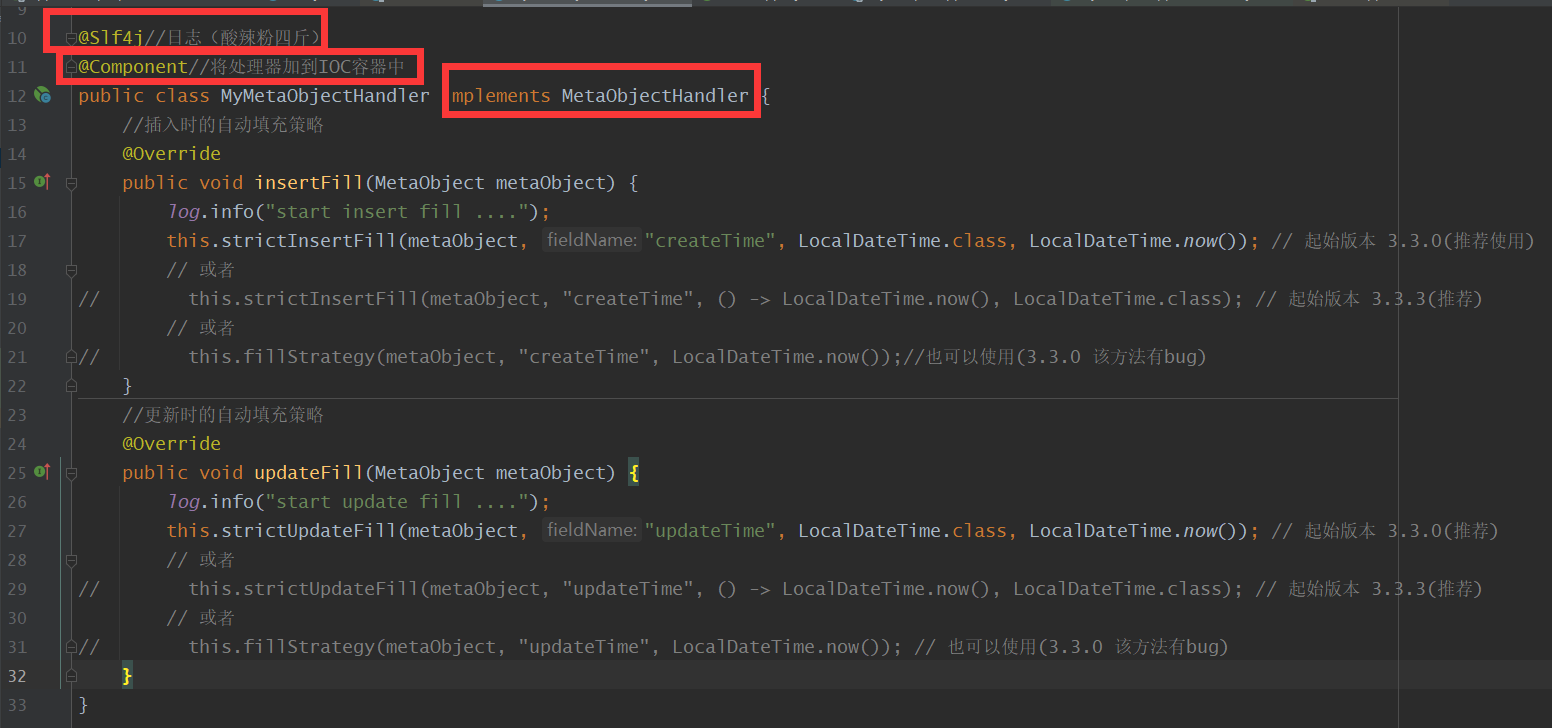 9
10 @Slf4j//日志（酸辣粉四斤）
11 @Component//将处理器加到IOC容器中
12 public class MyMetaObjectHandler mplements MetaObjectHandler {
13 //插入时的自动填充策略
14 @Override
15 public void insertFill(MetaObject metaObject) {
16 log.info("start insert fill ....");
17 this.strictInsertFill(metaObject, fieldName: "createTime", LocalDateTime.class, LocalDateTime.now()); // 起始版本 3.3.0(推荐使用)
18 // 或者
19 // this.strictInsertFill(metaObject, "createTime", () -> LocalDateTime.now(), LocalDateTime.class); // 起始版本 3.3.3(推荐)
20 // 或者
21 // this.fillStrategy(metaObject, "createTime", LocalDateTime.now());//也可以使用(3.3.0 该方法有bug)
22 }
23 //更新时的自动填充策略
24 @Override
25 public void updateFill(MetaObject metaObject) {
26 log.info("start update fill ....");
27 this.strictUpdateFill(metaObject, fieldName: "updateTime", LocalDateTime.class, LocalDateTime.now()); // 起始版本 3.3.0(推荐)
28 // 或者
29 // this.strictUpdateFill(metaObject, "updateTime", () -> LocalDateTime.now(), LocalDateTime.class); // 起始版本 3.3.3(推荐)
30 // 或者
31 // this.fillStrategy(metaObject, "updateTime", LocalDateTime.now()); // 也可以使用(3.3.0 该方法有bug)
32 }
33 }